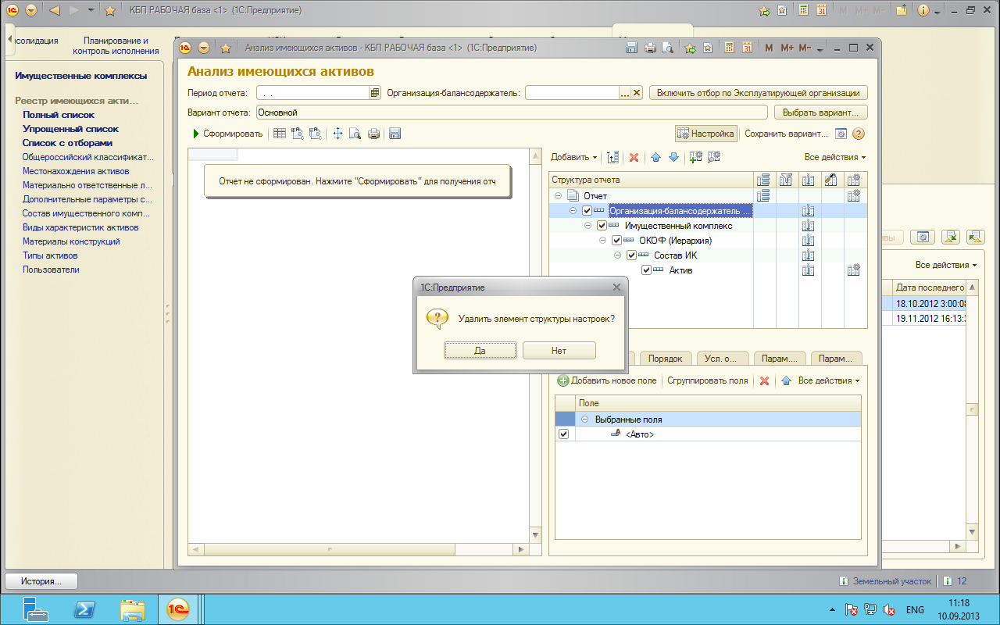 КБП РАБОЧАЯ база <1> (1С:Предприятие)
M M+ M-
солидация
Планирование и
контроль исполнения
Имущественные комплексы
Реестр имеющихся акти...
Полный список
Упрощенный список
Список с отборами
Общероссийский классификат...
Местонахождения активов
Материально ответственные л...
Дополнительные параметры с...
Состав имущественного комп...
Виды характеристик активов
Материалы конструкций
Типы активов
Пользователи
Анализ имеющихся активов - КБП РАБОЧАЯ база <1> (1С:Предприятие)
M M+ M-
Анализ имеющихся активов
Период отчета: . . Организация-балансодержатель: ... Включить отбор по Эксплуатирующей организации
Вариант отчета: Основной Выбрать вариант...
Сформировать Настройка Сохранить вариант...
Отчет не сформирован. Нажмите "Сформировать" для получения отч
Добавить Все действия
Структура отчета
Отчет
Организация-балансодержатель ...
Имущественный комплекс
ОКОФ (Иерархия)
Состав ИК
Актив
1С:Предприятие
Удалить элемент структуры настроек?
Да Нет
Порядок Усл. о... Парам.... Парам...
Добавить новое поле Сгруппировать поля Все действия
Поле
Выбранные поля
<Авто>
ивы
Все действия
Дата последнего
18.10.2012 3:00:08
19.11.2012 16:13:3
История...
Земельный участок 12
ENG
11:18
10.09.2013